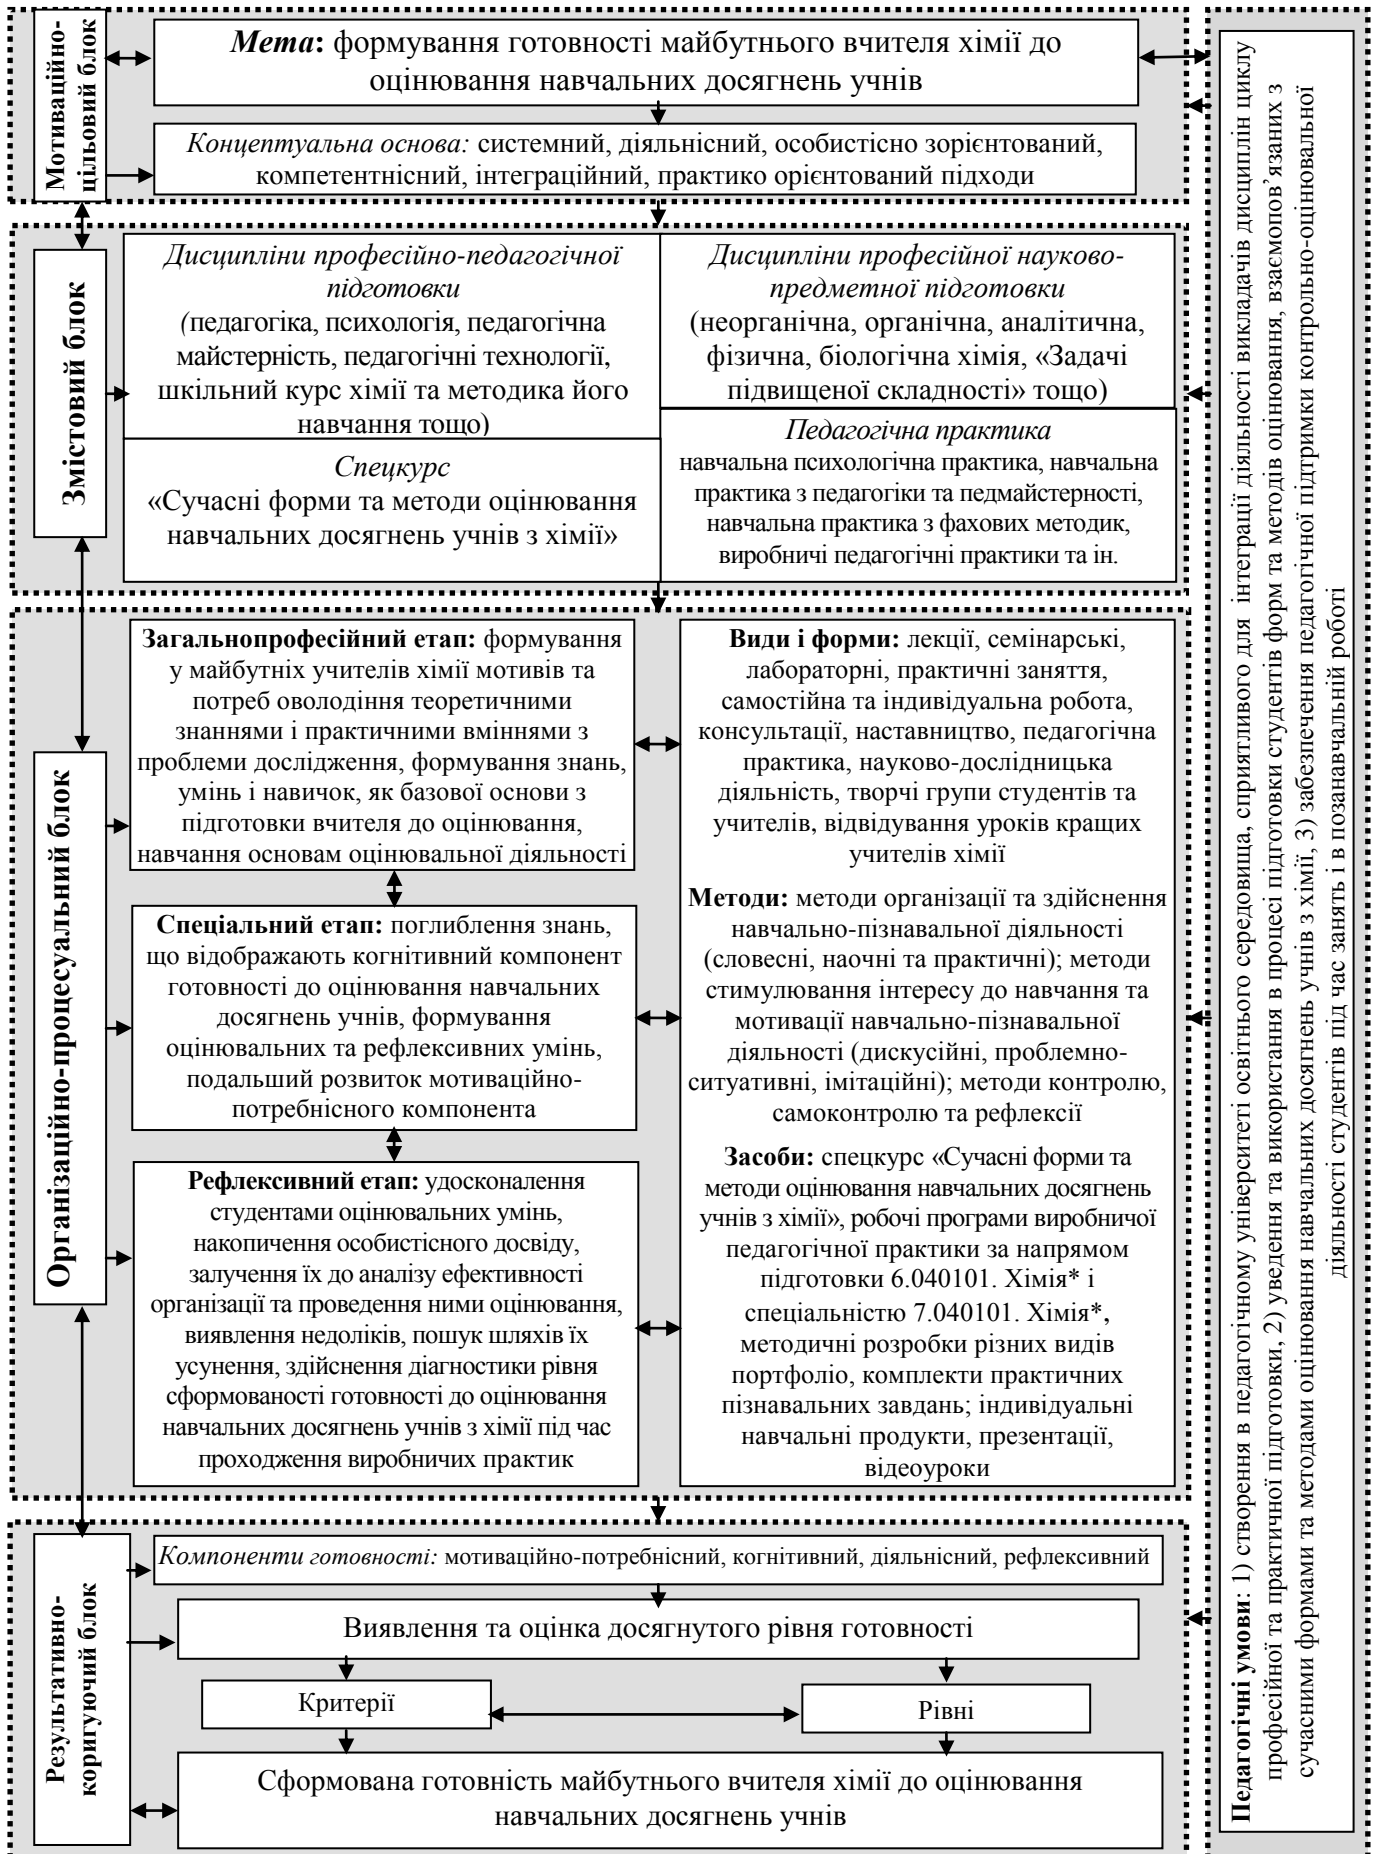 Мотиваційно-
цільовий блок
Мета: формування готовності майбутнього вчителя хімії до
оцінювання навчальних досягнень учнів
Концептуальна основа: системний, діяльнісний, особистісно зорієнтований,
компетентнісний, інтеграційний, практико орієнтований підходи
Змістовий блок
Дисципліни професійно-педагогічної
підготовки
(педагогіка, психологія, педагогічна
майстерність, педагогічні технології,
шкільний курс хімії та методика його
навчання тощо)
Дисципліни професійної науково-
предметної підготовки
(неорганічна, органічна, аналітична,
фізична, біологічна хімія, «Задачі
підвищеної складності» тощо)
Спецкурс
«Сучасні форми та методи оцінювання
навчальних досягнень учнів з хімії»
Педагогічна практика
навчальна психологічна практика, навчальна
практика з педагогіки та педмайстерності,
навчальна практика з фахових методик,
виробничі педагогічні практики та ін.
Організаційно-процесуальний блок
Загальнопрофесійний етап: формування
у майбутніх учителів хімії мотивів та
потреб оволодіння теоретичними
знаннями і практичними вміннями з
проблеми дослідження, формування знань,
умінь і навичок, як базової основи з
підготовки вчителя до оцінювання,
навчання основам оцінювальної діяльності
Спеціальний етап: поглиблення знань,
що відображають когнітивний компонент
готовності до оцінювання навчальних
досягнень учнів, формування
оцінювальних та рефлексивних умінь,
подальший розвиток мотиваційно-
потребнісного компонента
Рефлексивний етап: удосконалення
студентами оцінювальних умінь,
накопичення особистісного досвіду,
залучення їх до аналізу ефективності
організації та проведення ними оцінювання,
виявлення недоліків, пошук шляхів їх
усунення, здійснення діагностики рівня
сформованості готовності до оцінювання
навчальних досягнень учнів з хімії під час
проходження виробничих практик
Види і форми: лекції, семінарські,
лабораторні, практичні заняття,
самостійна та індивідуальна робота,
консультації, наставництво, педагогічна
практика, науково-дослідницька
діяльність, творчі групи студентів та
учителів, відвідування уроків кращих
учителів хімії
Методи: методи організації та здійснення
навчально-пізнавальної діяльності
(словесні, наочні та практичні); методи
стимулювання інтересу до навчання та
мотивації навчально-пізнавальної
діяльності (дискусійні, проблемно-
ситуативні, імітаційні); методи контролю,
самоконтролю та рефлексії
Засоби: спецкурс «Сучасні форми та
методи оцінювання навчальних досягнень
учнів з хімії», робочі програми виробничої
педагогічної практики за напрямом
підготовки 6.040101. Хімія* і
спеціальністю 7.040101. Хімія*,
методичні розробки різних видів
портфоліо, комплекти практичних
пізнавальних завдань; індивідуальні
навчальні продукти, презентації,
відеоуроки
Результативно-
коригуючий блок
Компоненти готовності: мотиваційно-потребнісний, когнітивний, діяльнісний, рефлексивний
Виявлення та оцінка досягнутого рівня готовності
Критерії
Рівні
Сформована готовність майбутнього вчителя хімії до оцінювання
навчальних досягнень учнів
Педагогічні умови: 1) створення в педагогічному університеті освітнього середовища, сприятливого для інтеграції діяльності викладачів дисциплін циклу
професійної та практичної підготовки, 2) уведення та використання в процесі підготовки студентів форм та методів оцінювання, взаємопов’язаних з
сучасними формами та методами оцінювання навчальних досягнень учнів з хімії, 3) забезпечення педагогічної підтримки контрольно-оцінювальної
діяльності студентів під час занять і в позанавчальній роботі